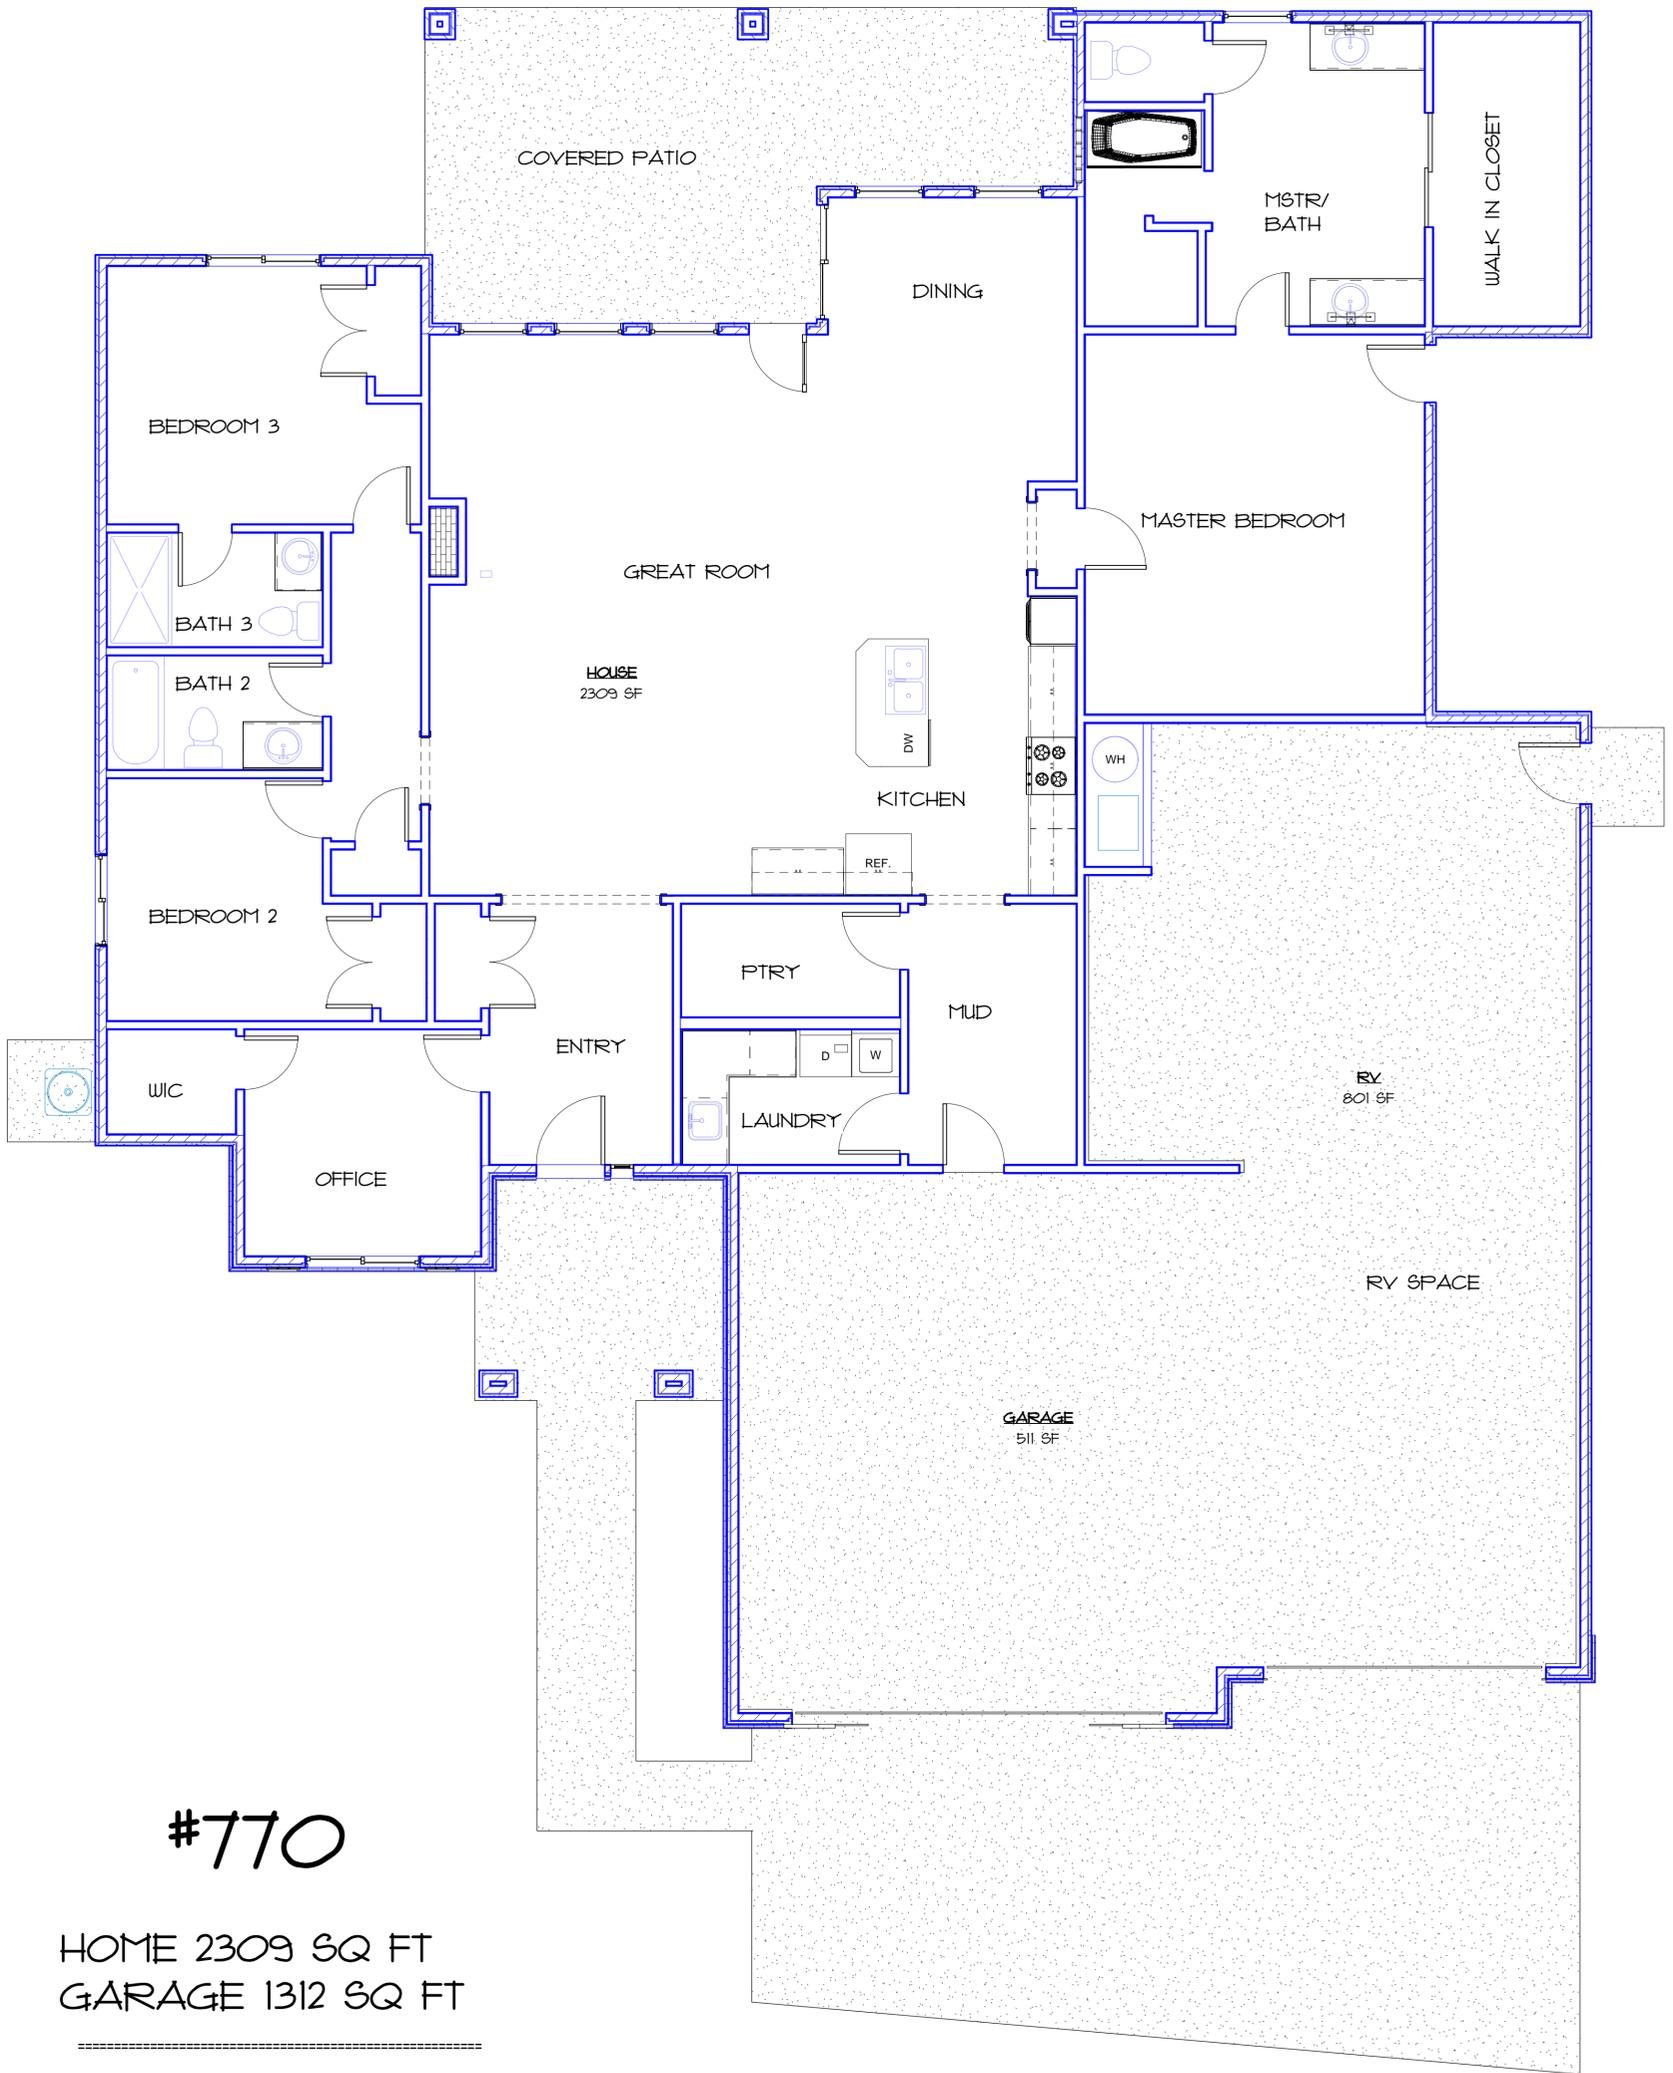 COVERED PATIO
MSTR/
BATH
WALK IN CLOSET
DINING
BEDROOM 3
MASTER BEDROOM
GREAT ROOM
BATH 3
HOUSE
2309 SF
BATH 2
DW
WH
KITCHEN
REF.
BEDROOM 2
PTRY
MUD
ENTRY
D
W
WIC
RV
801 SF
LAUNDRY
OFFICE
RV SPACE
GARAGE
511 SF
#770
HOME 2309 SQ FT
GARAGE 1312 SQ FT